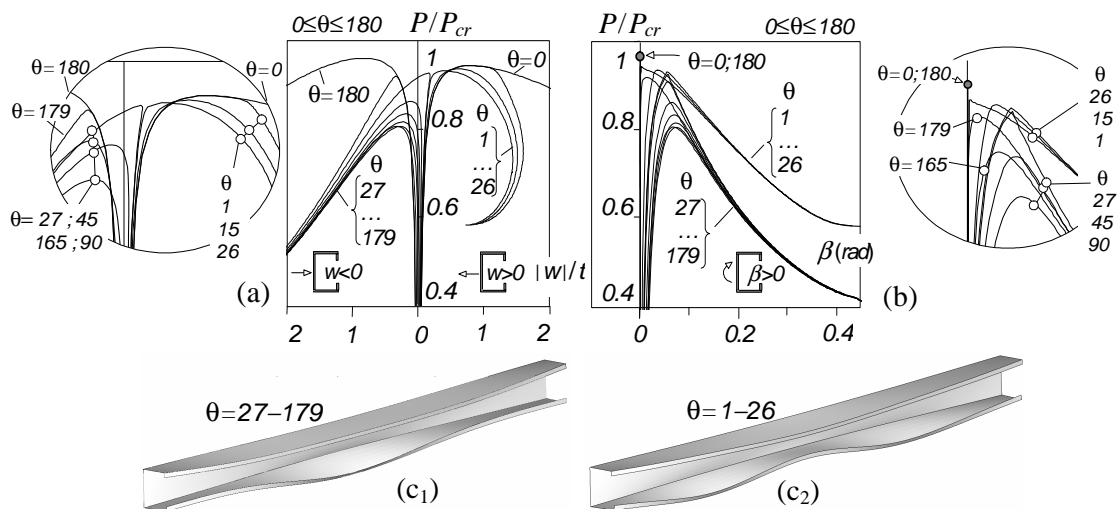 0≤θ≤180
P/Pcr
θ=180
θ=179
θ=0
θ= 27 ; 45
165 ; 90
θ
1
15
26
(a)
1
0.8
0.6
0.4
θ=180
θ=0
θ
1
...
26
θ
27
...
179
w<0
w>0
|w|/t
2
1
0
1
2
P/Pcr
0≤θ≤180
1
0.8
0.6
0.4
θ=0;180
θ
1
...
26
θ
27
...
179
β>0
β (rad)
0
0.2
0.4
(b)
θ=0;180
θ=179
θ=165
θ
26
15
1
θ
27
45
90
θ=27–179
(c1)
θ=1–26
(c2)